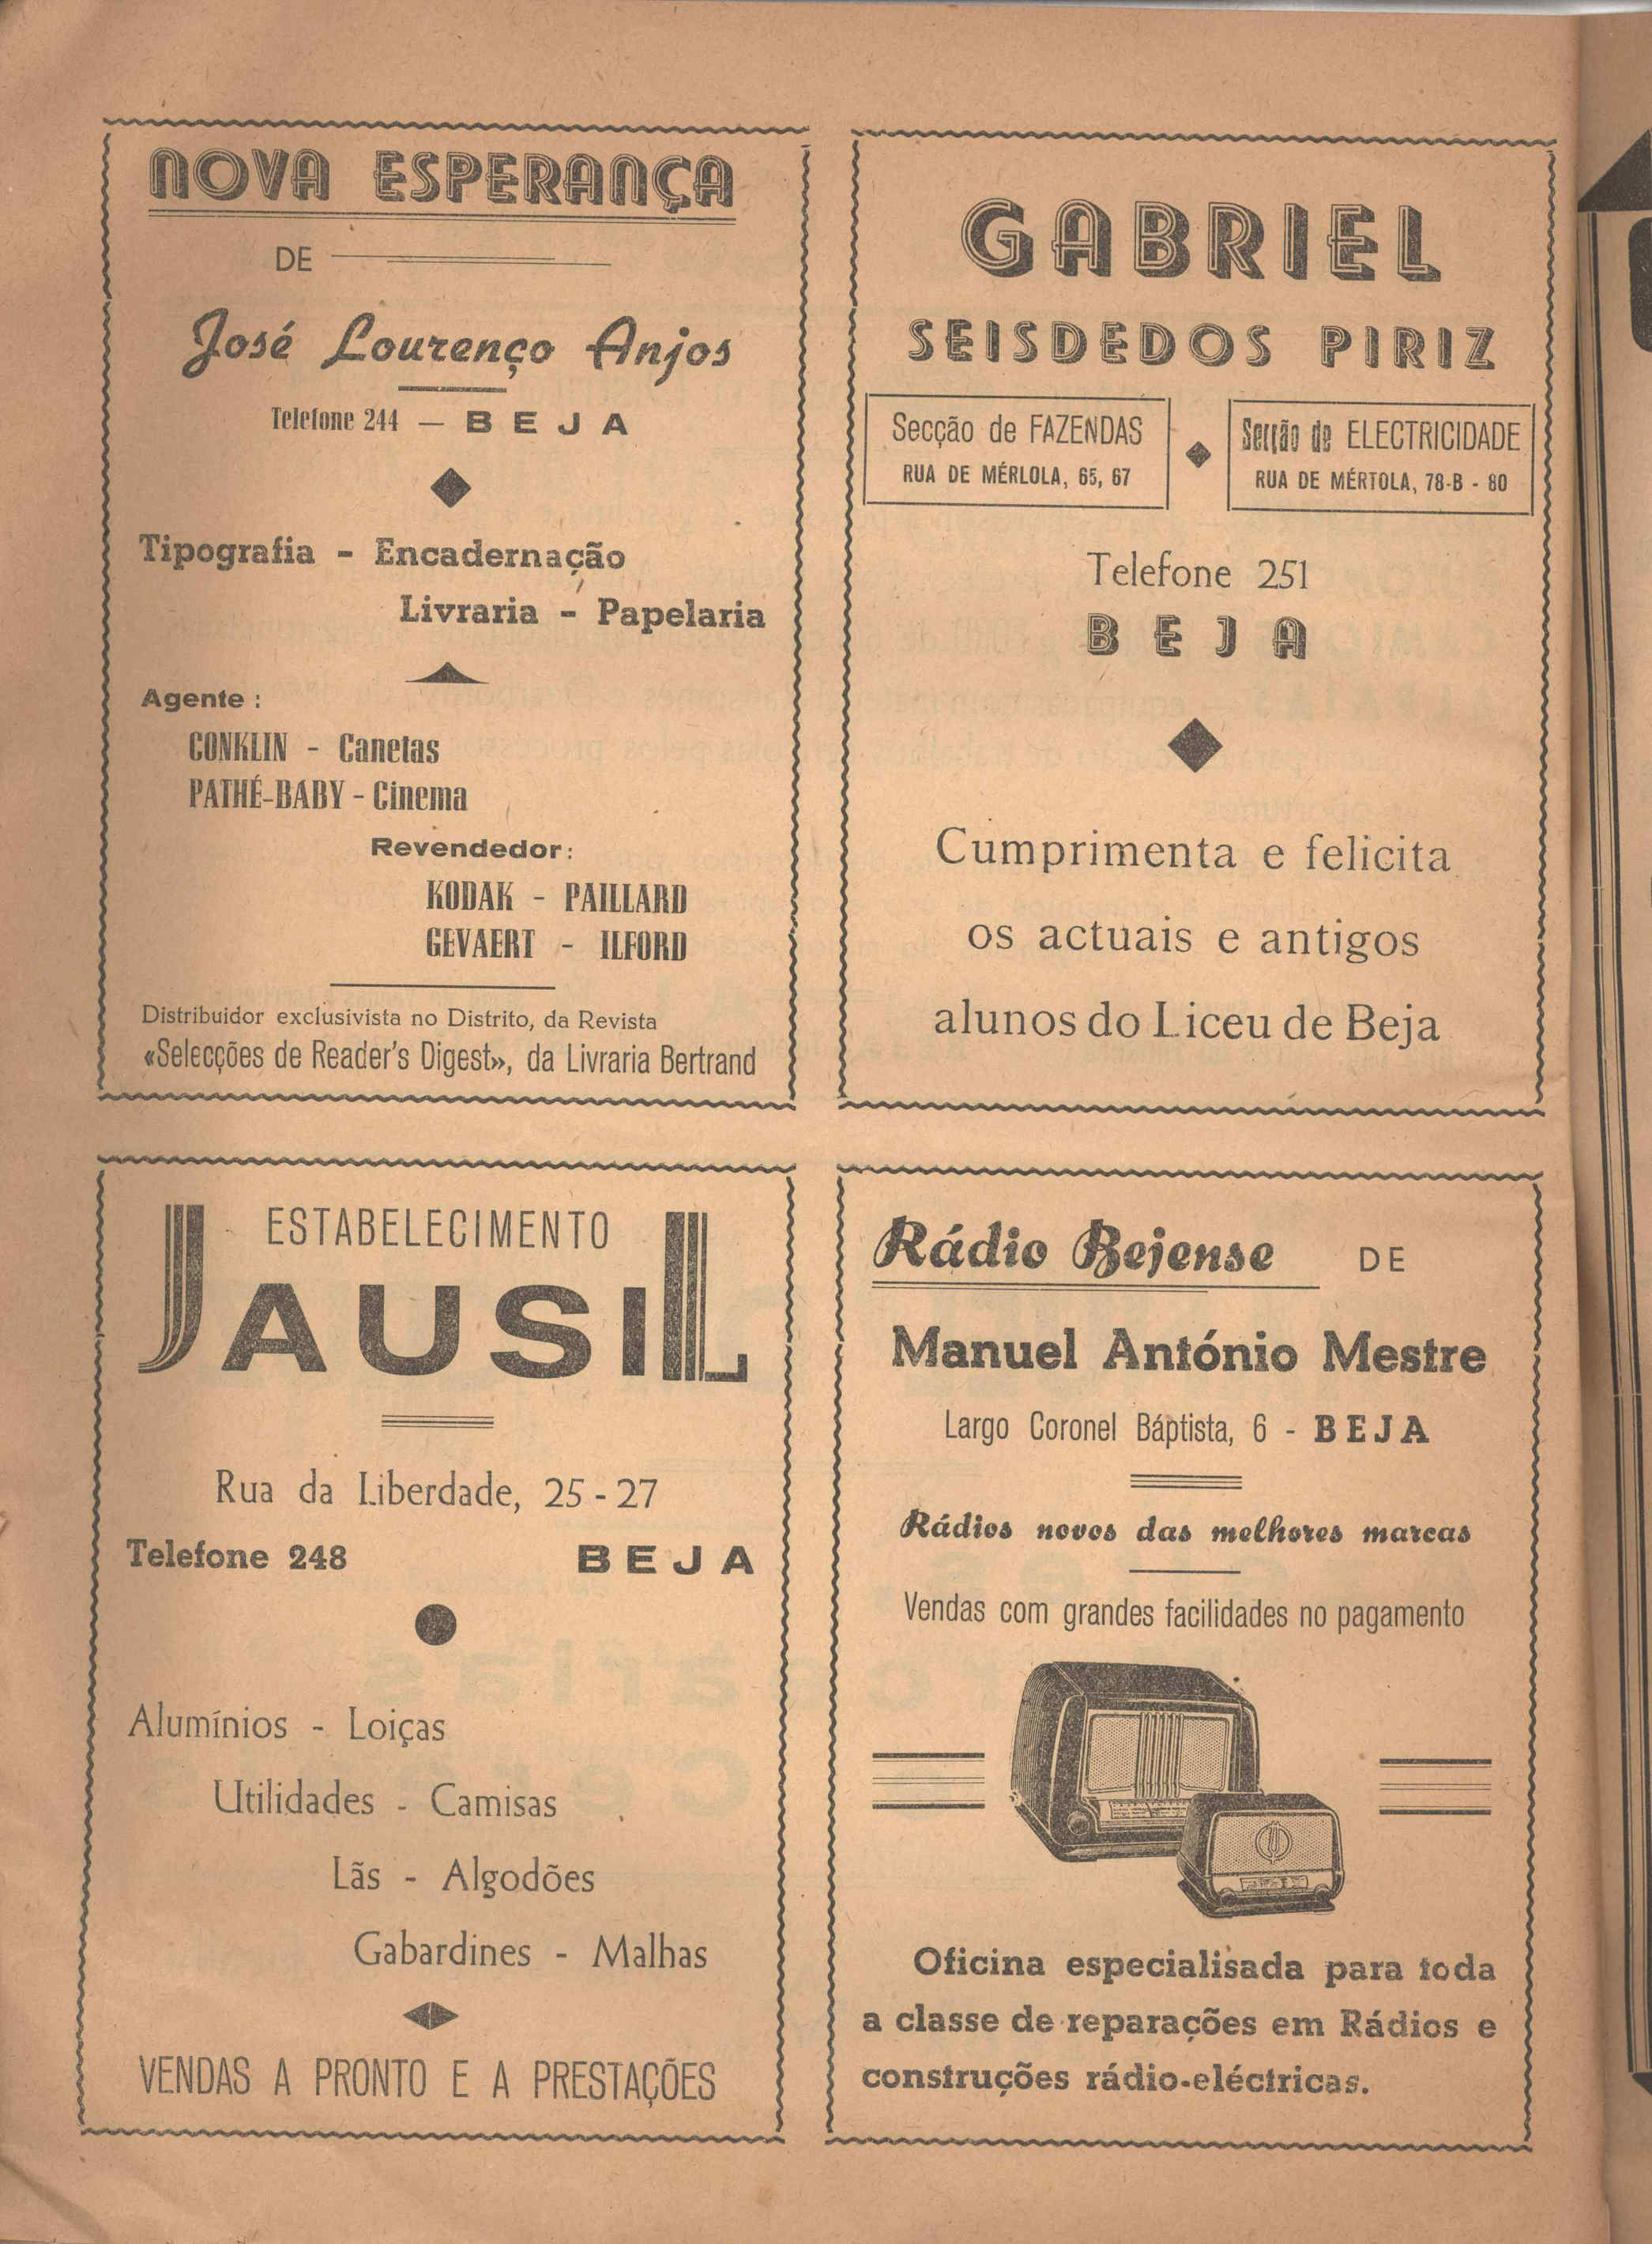 NOVA ESPERANÇA
DE
José Lourenço Anjos
Telefone 244 — BEJA
Tipografia - Encadernação
Livraria - Papelaria
Agente :
CONKLIN - Canetas
PATHÉ-BABY - Cinema
Revendedor:
KODAK - PAILLARD
GEVAERT - ILFORD
Distribuidor exclusivista no Distrito, da Revista
«Selecções de Reader's Digest», da Livraria Bertrand
GABRIEL
SEISDEDOS PIRIZ
Secção de FAZENDAS
RUA DE MÉRLOLA, 65, 67
Secção de ELECTRICIDADE
RUA DE MÉRTOLA, 78-B - 80
Telefone 251
BEJA
Cumprimenta e felicita
os actuais e antigos
alunos do Liceu de Beja
ESTABELECIMENTO
JAUSIL
Rua da Liberdade, 25 - 27
Telefone 248 BEJA
Alumínios - Loiças
Utilidades - Camisas
Lãs - Algodões
Gabardines - Malhas
VENDAS A PRONTO E A PRESTAÇÕES
Rádio Bejense DE
Manuel António Mestre
Largo Coronel Báptista, 6 - BEJA
Rádios novos das melhores marcas
Vendas com grandes facilidades no pagamento
Oficina especialisada para toda
a classe de reparações em Rádios e
construções rádio-eléctricas.